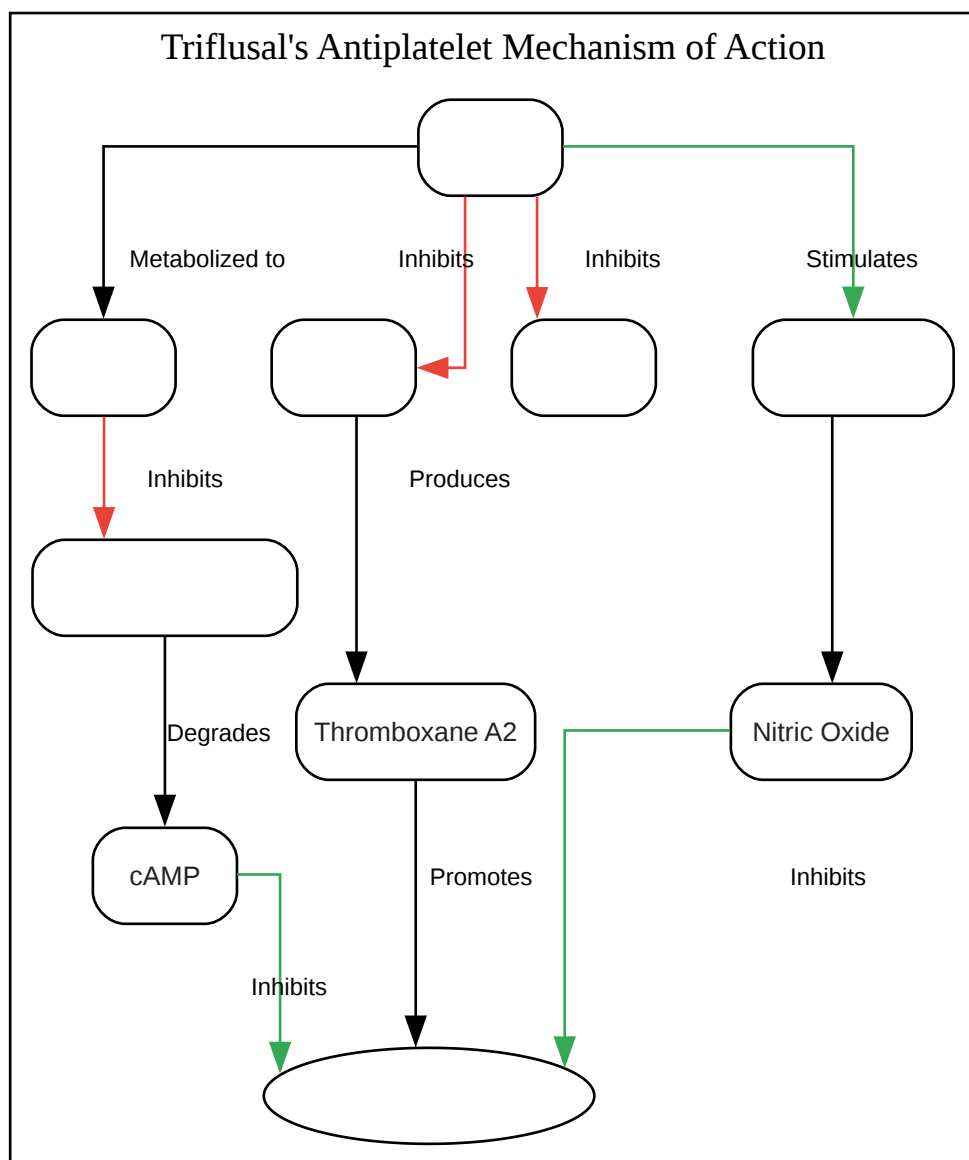 Triflusal's Antiplatelet Mechanism of Action
Metabolized to
Inhibits
Inhibits
Stimulates
Inhibits
Produces
Degrades
Thromboxane A2
Nitric Oxide
cAMP
Promotes
Inhibits
Inhibits